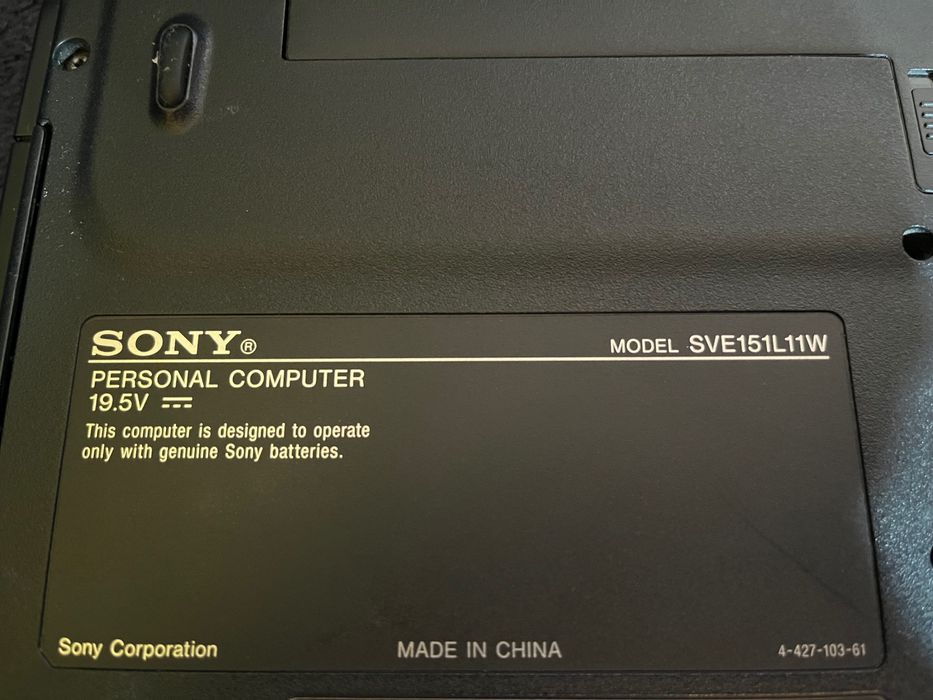 SONY®
MODEL SVE151L11W
PERSONAL COMPUTER
19.5V ⎓
This computer is designed to operate
only with genuine Sony batteries.
Sony Corporation
MADE IN CHINA
4-427-103-61